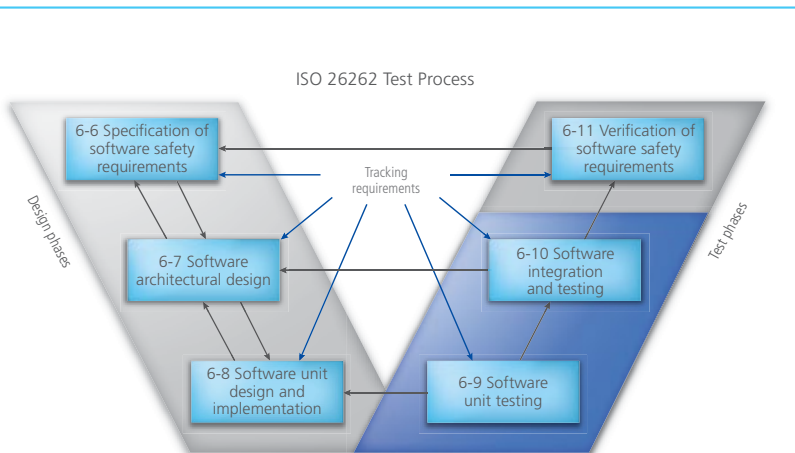 ISO 26262 Test Process
6-6 Specification of
software safety
requirements
6-11 Verification of
software safety
requirements
Tracking
requirements
Design phases
Test phases
6-7 Software
architectural design
6-10 Software
integration
and testing
6-8 Software unit
design and
implementation
6-9 Software
unit testing